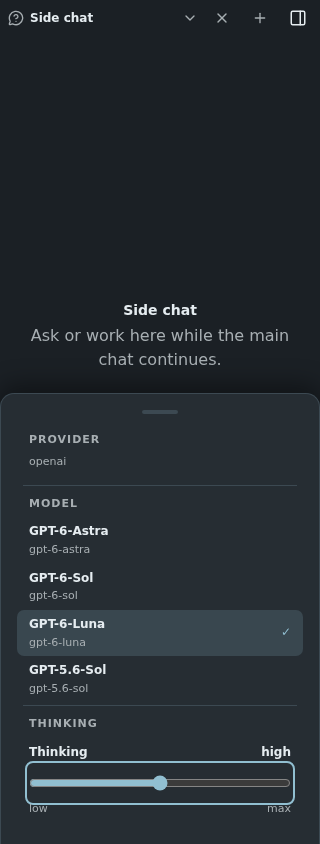 Side chat
Side chat
Ask or work here while the main
chat continues.
PROVIDER
openai
MODEL
GPT-6-Astra
gpt-6-astra
GPT-6-Sol
gpt-6-sol
GPT-6-Luna
gpt-6-luna
✓
GPT-5.6-Sol
gpt-5.6-sol
THINKING
Thinking high
low max